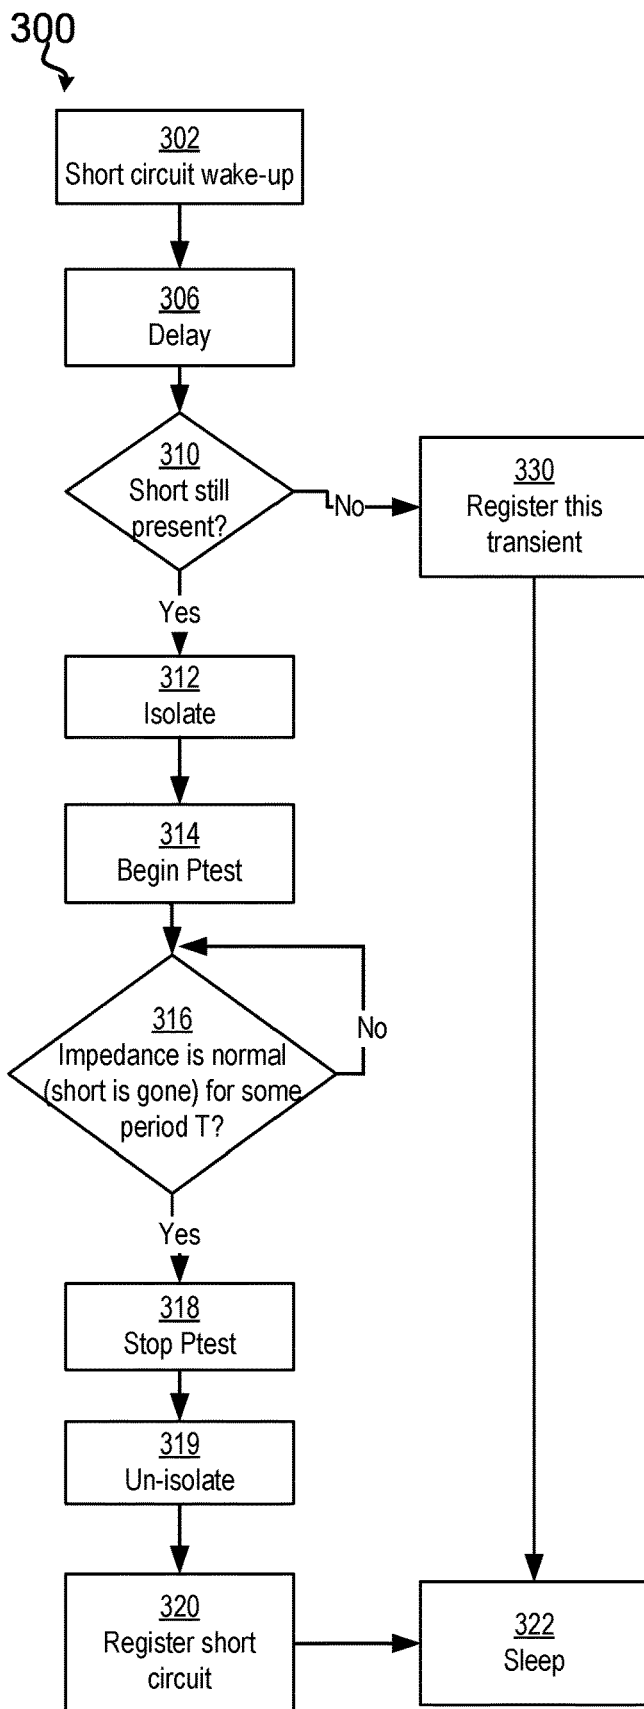 300
302
Short circuit wake-up
306
Delay
310
Short still
present?
No
330
Register this
transient
Yes
312
Isolate
314
Begin Ptest
316
Impedance is normal
(short is gone) for some
period T?
No
Yes
318
Stop Ptest
319
Un-isolate
320
Register short
circuit
322
Sleep